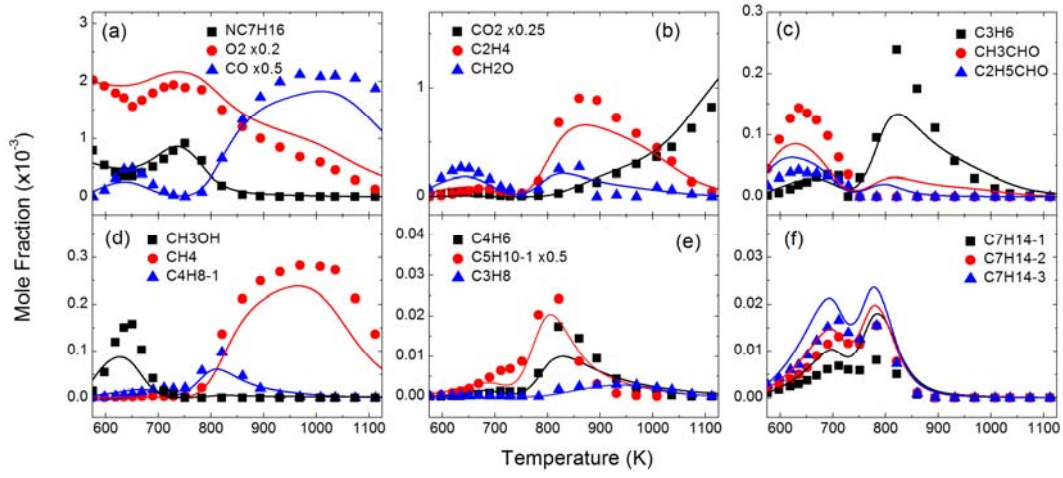 (a)
NC7H16
O2 x0.2
CO x0.5
(b)
CO2 x0.25
C2H4
CH2O
(c)
C3H6
CH3CHO
C2H5CHO
3
2
1
0
1
0
0.3
0.2
0.1
0.0
Mole Fraction (x10⁻³)
(d)
CH3OH
CH4
C4H8-1
(e)
C4H6
C5H10-1 x0.5
C3H8
(f)
C7H14-1
C7H14-2
C7H14-3
0.3
0.2
0.1
0.0
0.04
0.03
0.02
0.01
0.00
0.04
0.03
0.02
0.01
0.00
600 700 800 900 1000 1100
600 700 800 900 1000 1100
600 700 800 900 1000 1100
Temperature (K)